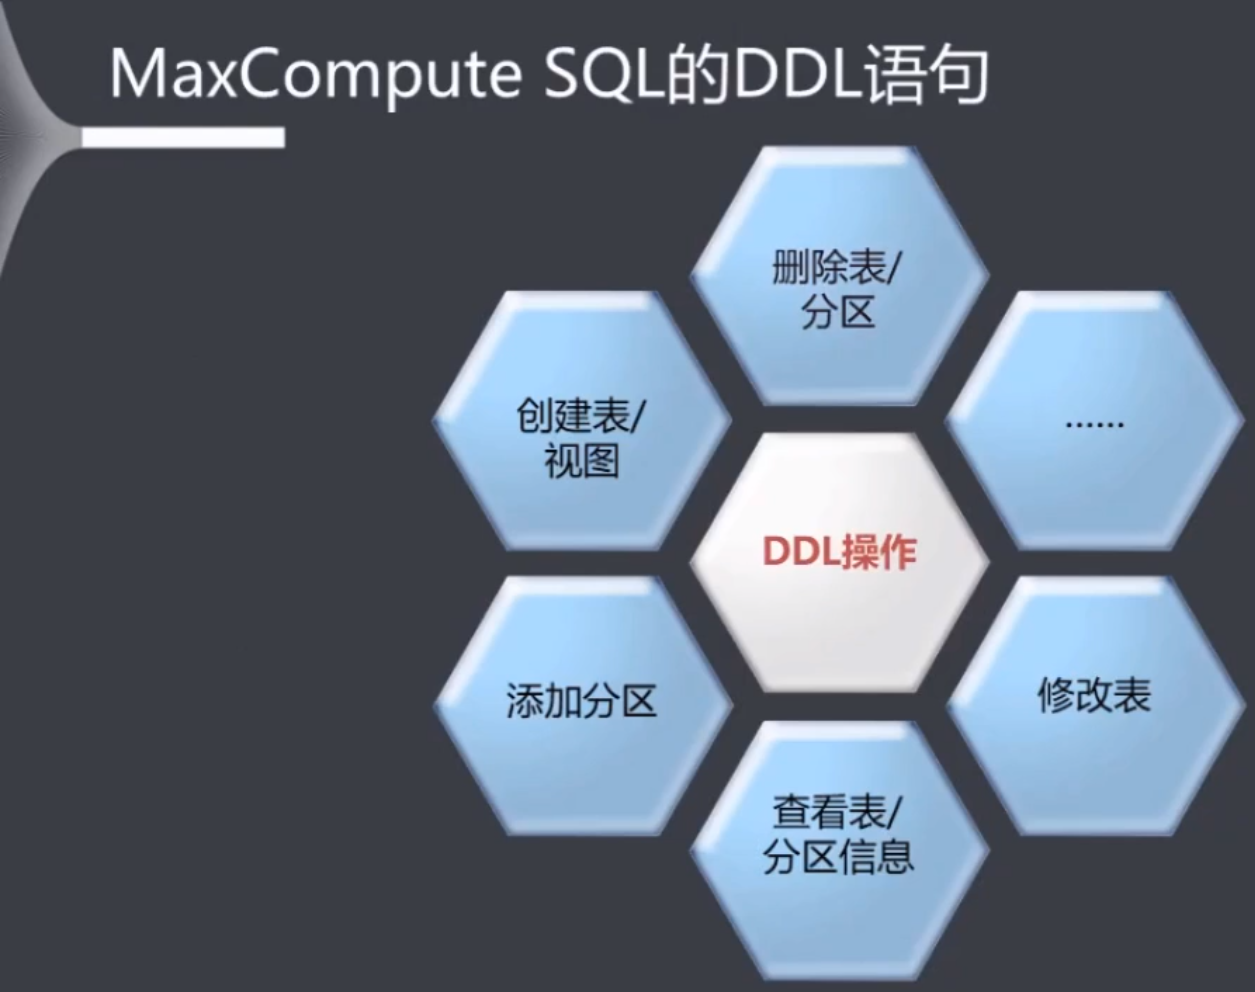 MaxCompute SQL的DDL语句
删除表/
分区
创建表/
视图
......
DDL操作
添加分区
修改表
查看表/
分区信息